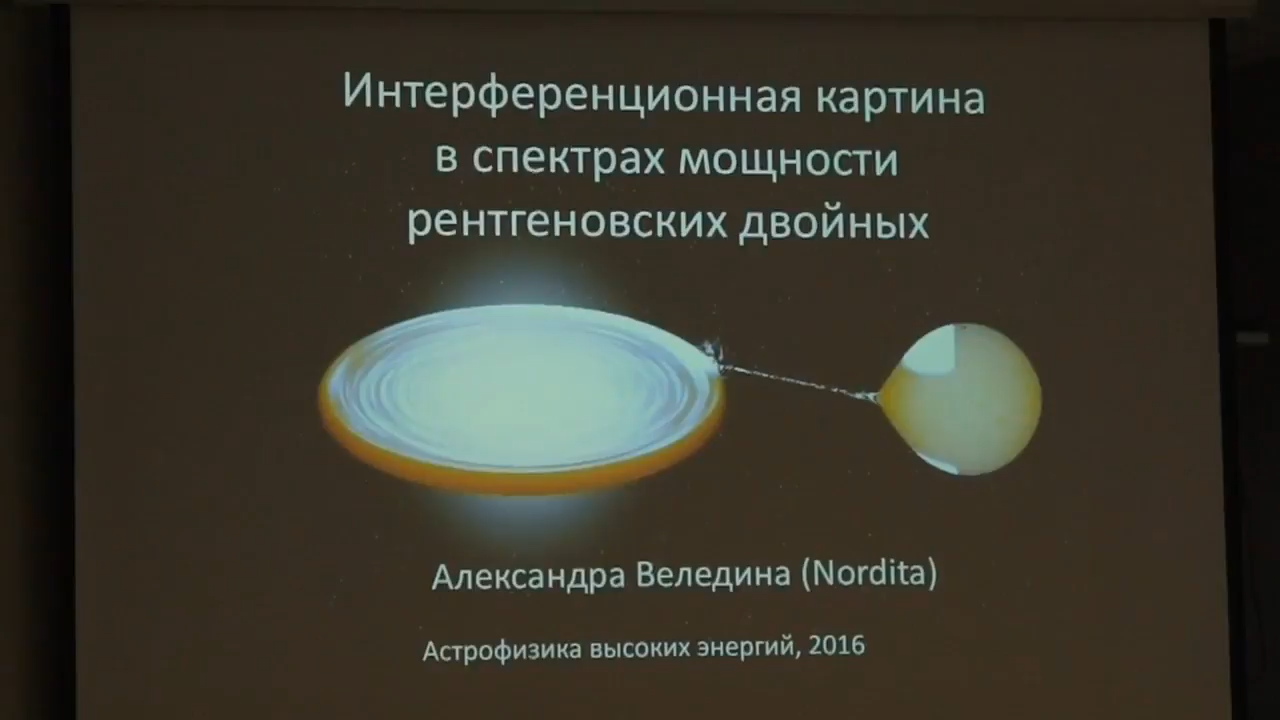 Интерференционная картина
в спектрах мощности
рентгеновских двойных
Александра Веледина (Nordita)
Астрофизика высоких энергий, 2016